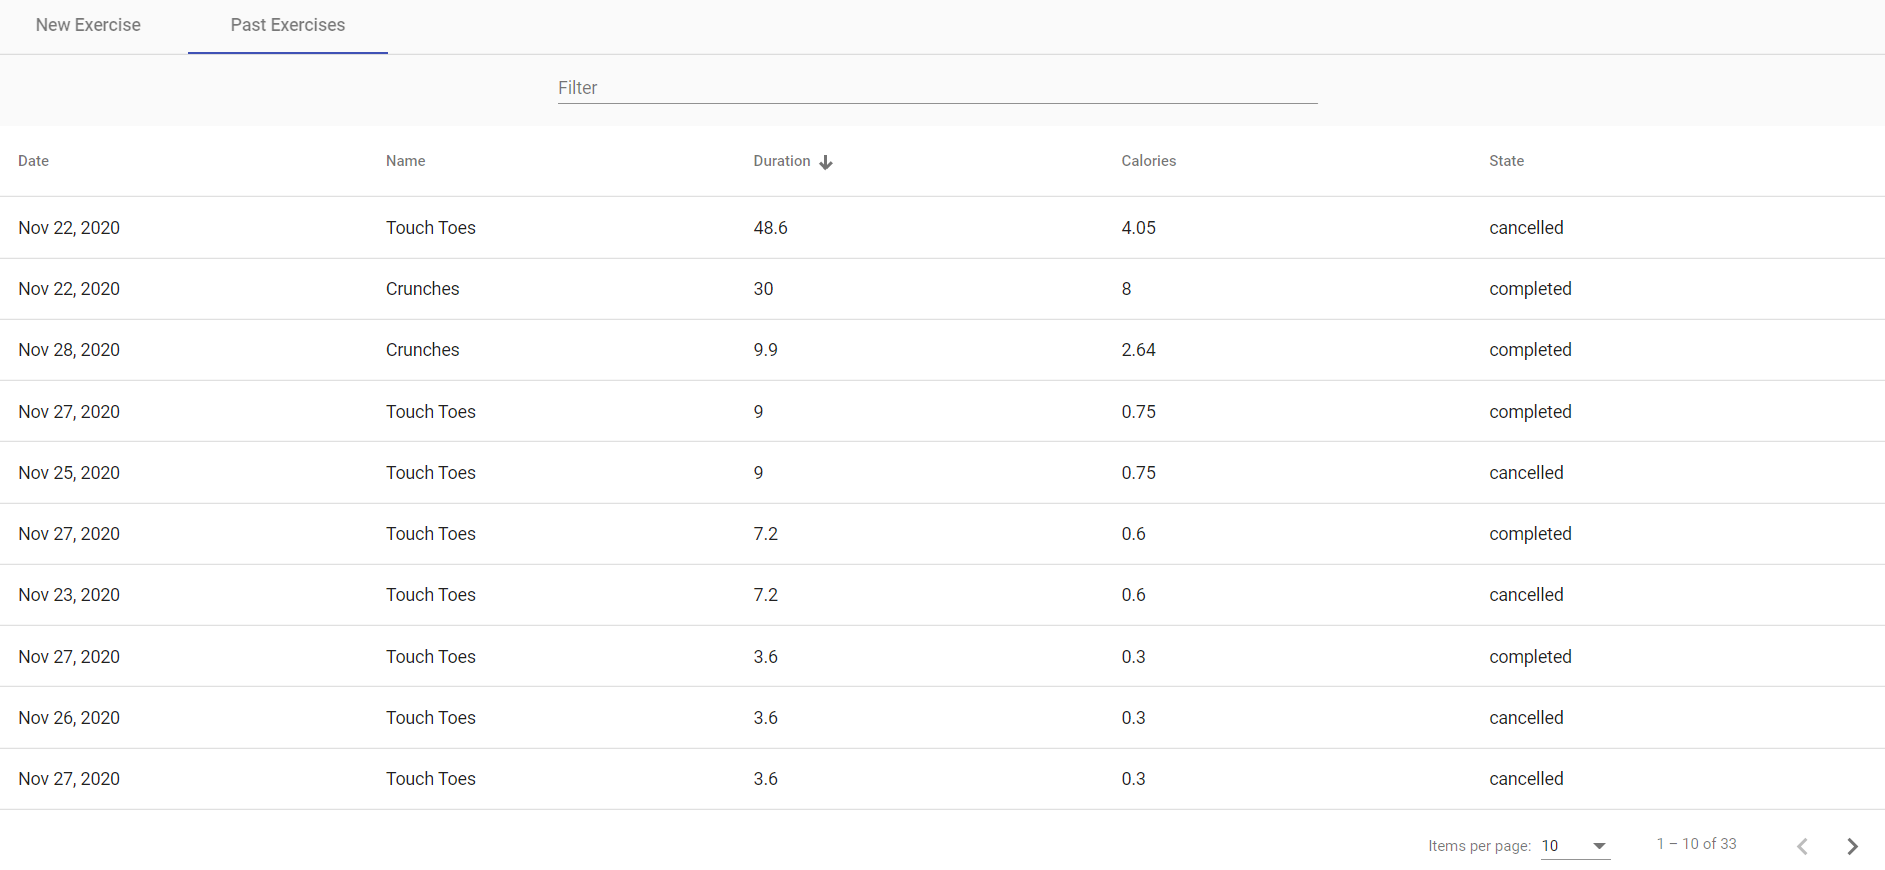 New Exercise Past Exercises
Filter
Date Name Duration Calories State
Nov 22, 2020 Touch Toes 48.6 4.05 cancelled
Nov 22, 2020 Crunches 30 8 completed
Nov 28, 2020 Crunches 9.9 2.64 completed
Nov 27, 2020 Touch Toes 9 0.75 completed
Nov 25, 2020 Touch Toes 9 0.75 cancelled
Nov 27, 2020 Touch Toes 7.2 0.6 completed
Nov 23, 2020 Touch Toes 7.2 0.6 cancelled
Nov 27, 2020 Touch Toes 3.6 0.3 completed
Nov 26, 2020 Touch Toes 3.6 0.3 cancelled
Nov 27, 2020 Touch Toes 3.6 0.3 cancelled
Items per page: 10 1 – 10 of 33